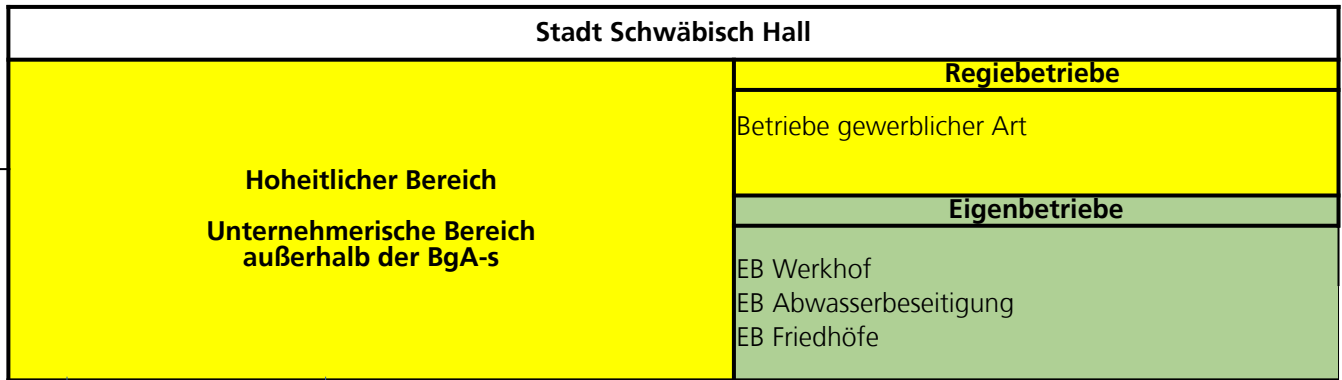 Stadt Schwäbisch Hall
Hoheitlicher Bereich
Unternehmerische Bereich
außerhalb der BgA-s
Regiebetriebe
Betriebe gewerblicher Art
Eigenbetriebe
EB Werkhof
EB Abwasserbeseitigung
EB Friedhöfe